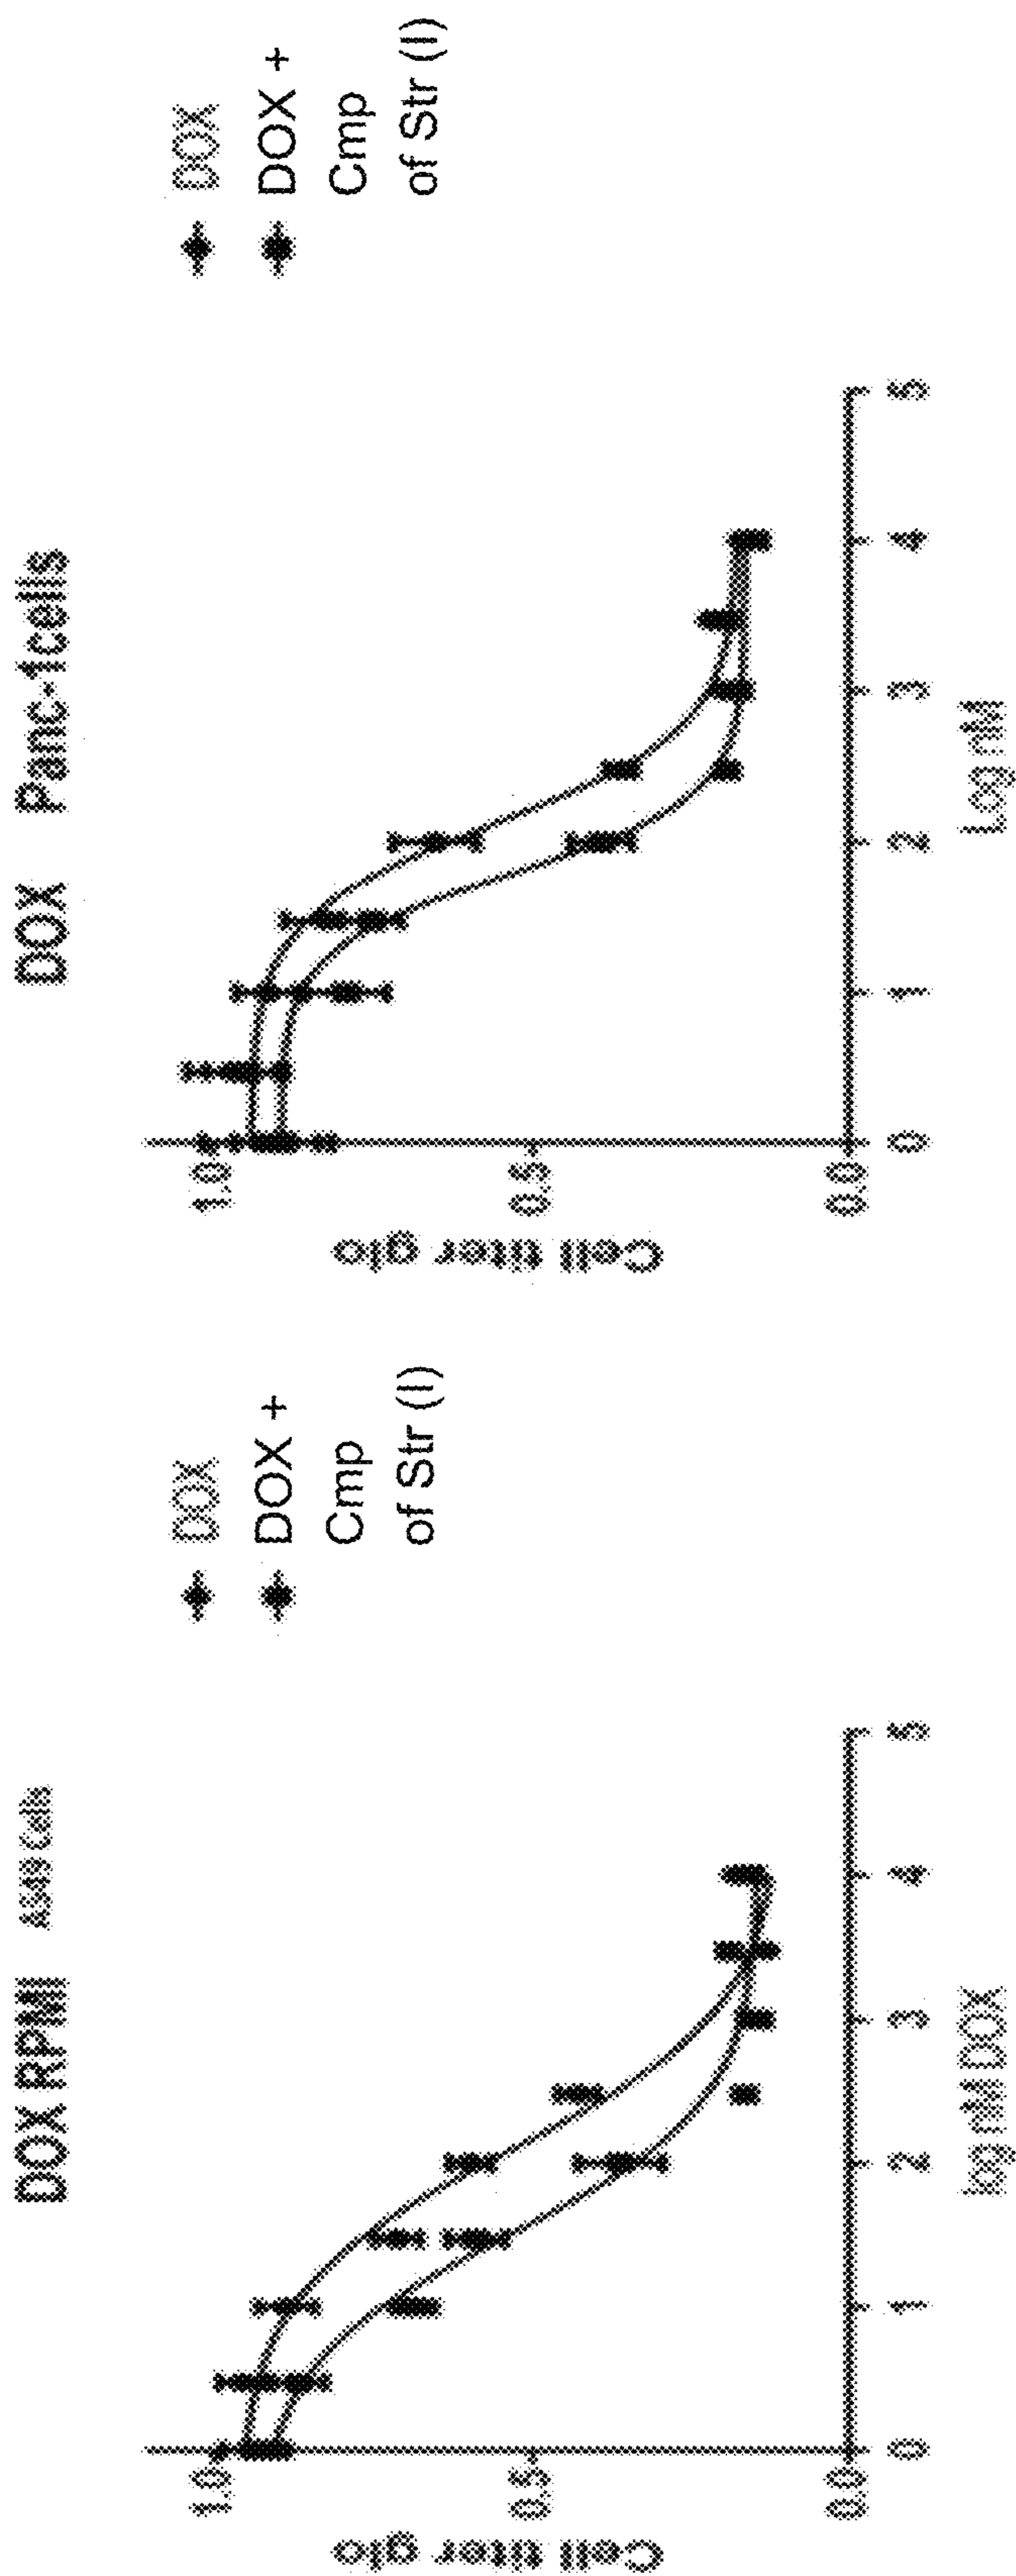 DOX RPMI A549 Cells
Cell titer glo
1.0
0.5
0.0
0 1 2 3 4 5
log nM DOX
DOX
DOX +
Cmp
of Str (I)
DOX Panc-1cells
Cell titer glo
1.0
0.5
0.0
0 1 2 3 4 5
Log nM
DOX
DOX +
Cmp
of Str (I)